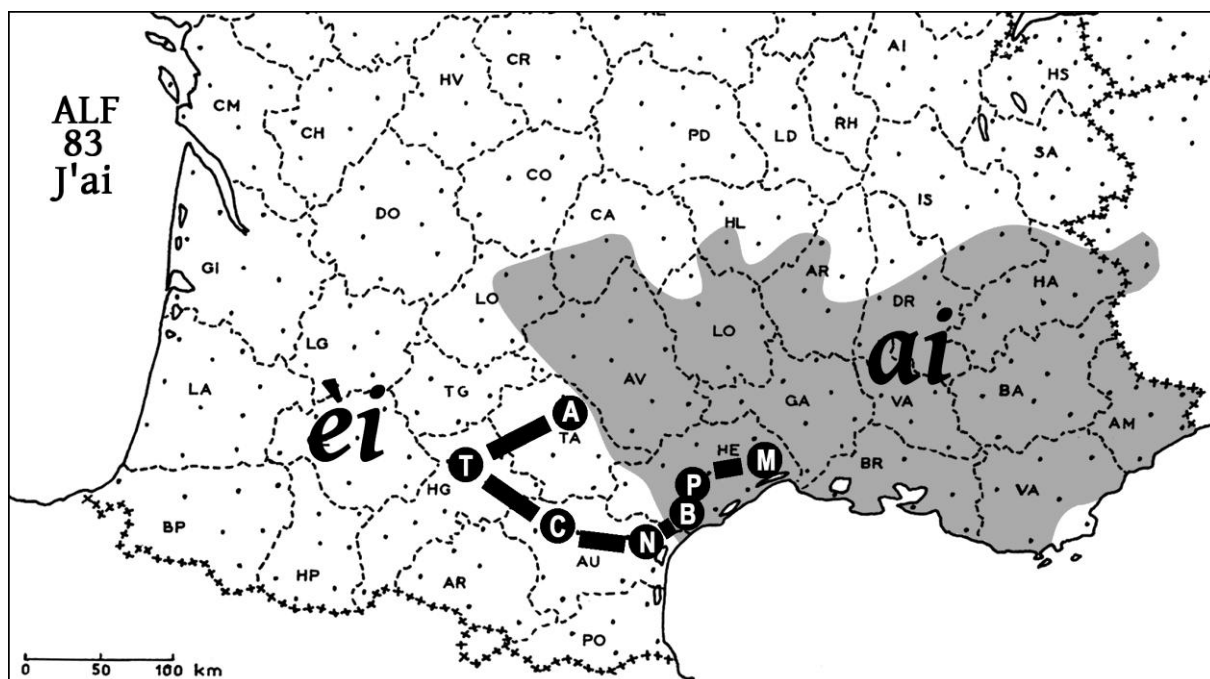 ALF
83
J'ai
CM
CH
HV
CR
PD
LD
RH
AI
HS
SA
IS
CO
CA
HL
AR
DO
GI
LO
LG
LA
TG
AV
LO
DR
HA
ai
èi
GA
VA
BA
AM
A
TA
T
HG
HE
M
P
B
BR
VA
C
N
BP
HP
AR
AU
PO
0 50 100 km